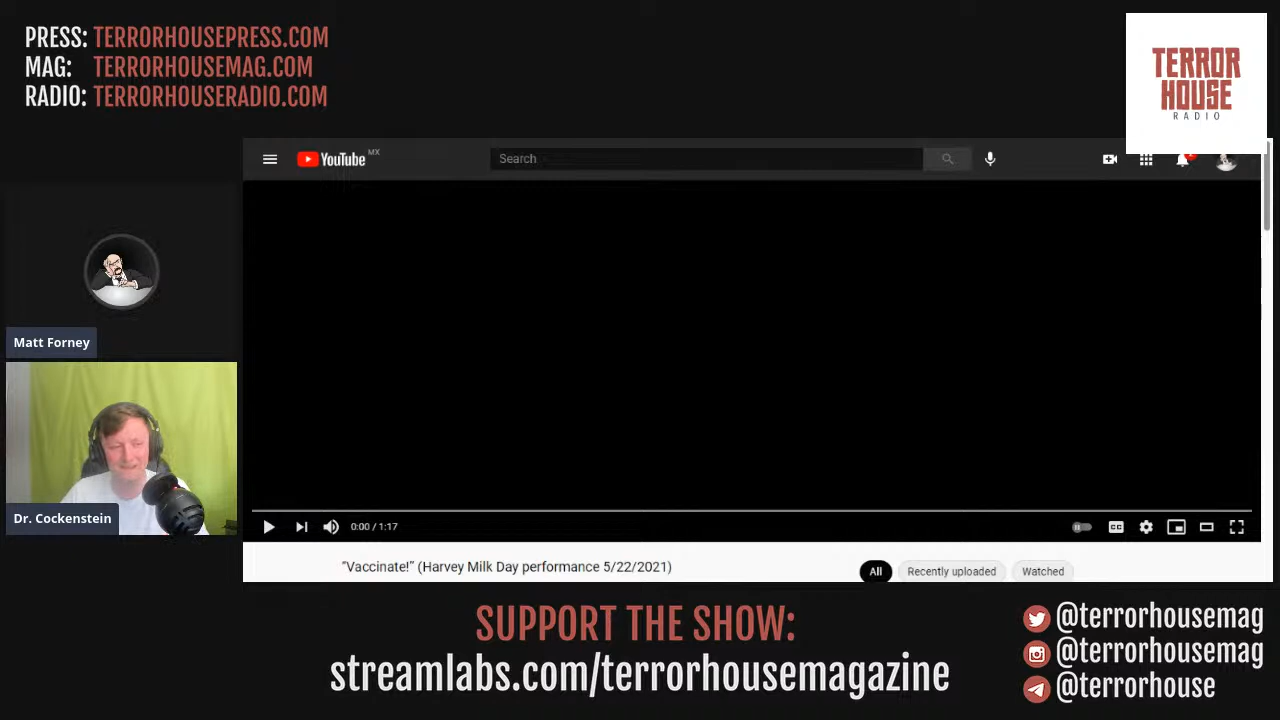 PRESS: TERRORHOUSEPRESS.COM
MAG: TERRORHOUSEMAG.COM
RADIO: TERRORHOUSERADIO.COM
TERROR
HOUSE
RADIO
YouTube MX
Search
Matt Forney
Dr. Cockenstein
0:00 / 1:17
CC
"Vaccinate!" (Harvey Milk Day performance 5/22/2021)
All
Recently uploaded
Watched
SUPPORT THE SHOW:
streamlabs.com/terrorhousemagazine
@terrorhousemag
@terrorhousemag
@terrorhouse